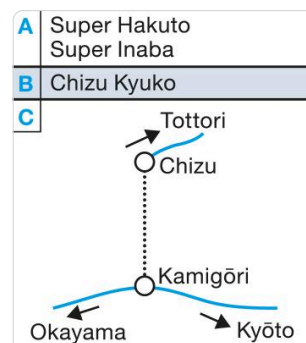 A Super Hakuto
Super Inaba
B Chizu Kyuko
C
Tottori
Chizu
Kamigōri
Okayama
Kyōto